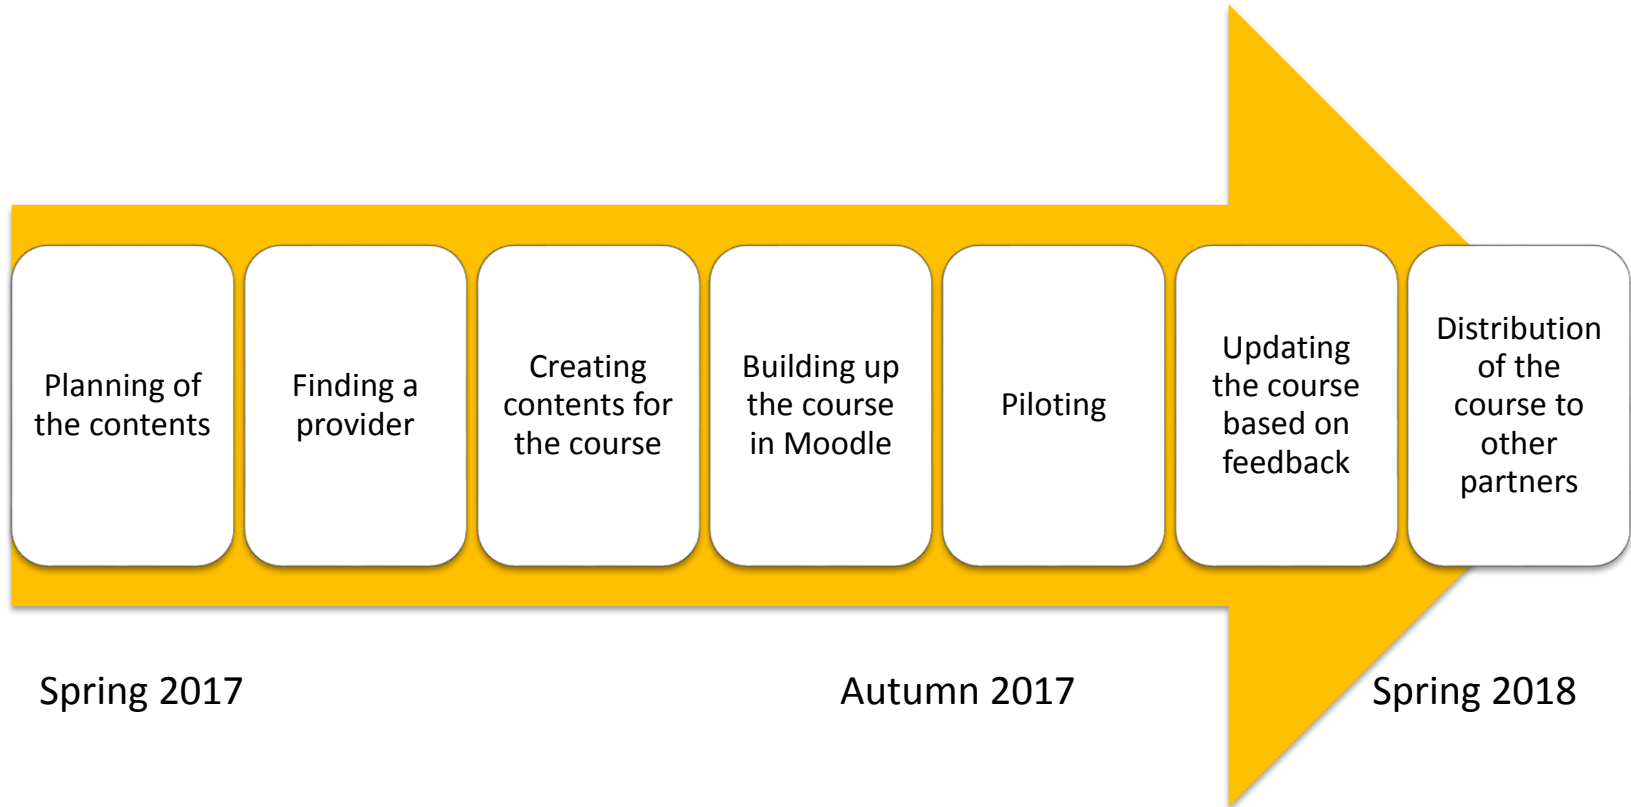 Planning of
the contents
Finding a
provider
Creating
contents for
the course
Building up
the course
in Moodle
Piloting
Updating
the course
based on
feedback
Distribution
of the
course to
other
partners
Spring 2017
Autumn 2017
Spring 2018